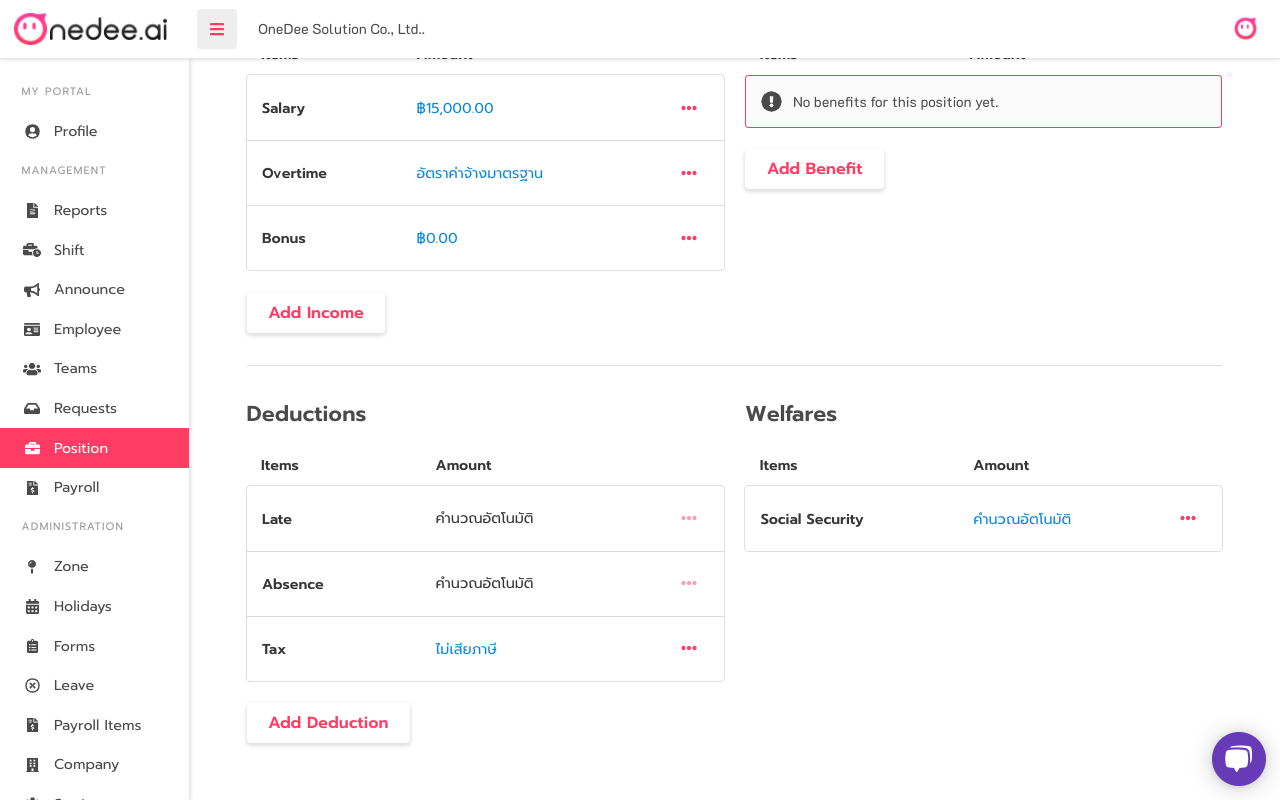 Onedee.ai
OneDee Solution Co., Ltd..
MY PORTAL
Profile
MANAGEMENT
Reports
Shift
Announce
Employee
Teams
Requests
Position
Payroll
ADMINISTRATION
Zone
Holidays
Forms
Leave
Payroll Items
Company
Items Amount
Salary ฿15,000.00
Overtime อัตราค่าจ้างมาตรฐาน
Bonus ฿0.00
Add Income
Items Amount
No benefits for this position yet.
Add Benefit
Deductions
Items Amount
Late คำนวณอัตโนมัติ
Absence คำนวณอัตโนมัติ
Tax ไม่เสียภาษี
Add Deduction
Welfares
Items Amount
Social Security คำนวณอัตโนมัติ